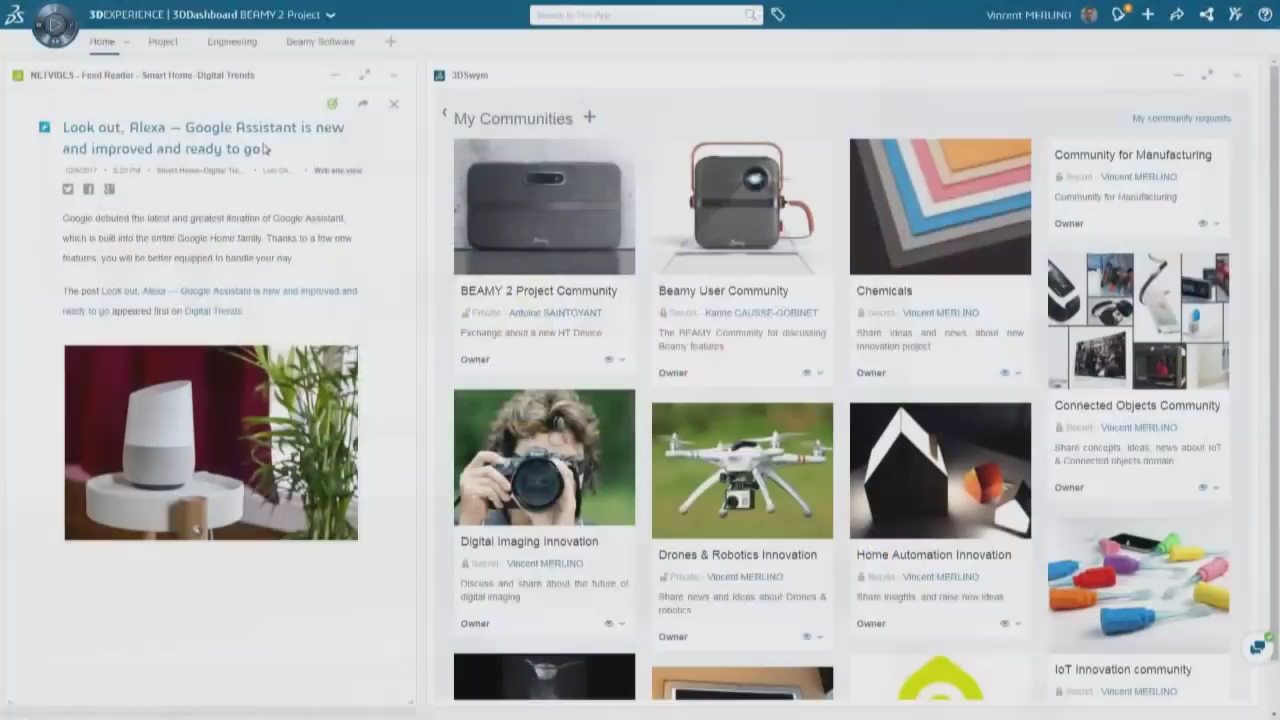 3DEXPERIENCE | 3DDashboard BEAMY 2 Project
Search to This App
Vincent MERLINO
Home
Project
Engineering
Beamy Software
NETVIBES - Feed Reader - Smart Home-Digital Trends
Look out, Alexa — Google Assistant is new
and improved and ready to go
Web site view
Google debuted the latest and greatest iteration of Google Assistant,
which is built into the entire Google Home family. Thanks to a few new
features, you will be better equipped to handle your day.
The post Look out, Alexa — Google Assistant is new and improved and
ready to go appeared first on Digital Trends.
3DSwym
My Communities
My community requests
BEAMY 2 Project Community
Private - Antoine SAINTOYANT
Exchange about a new HT Device
Owner
Beamy User Community
Secret - Karine CAUSSE-GOBINET
The BEAMY Community for discussing
Beamy features
Owner
Chemicals
Secret - Vincent MERLINO
Share ideas and news about new
Innovation project
Owner
Community for Manufacturing
Secret - Vincent MERLINO
Community for Manufacturing
Owner
Connected Objects Community
Secret - Vincent MERLINO
Share concepts, ideas, news about IoT
& Connected objects domain
Owner
Digital Imaging Innovation
Secret - Vincent MERLINO
Discuss and share about the future of
digital imaging
Owner
Drones & Robotics Innovation
Private - Vincent MERLINO
Share news and ideas about Drones &
robotics
Owner
Home Automation Innovation
Secret - Vincent MERLINO
Share insights, and raise new ideas
Owner
IoT Innovation community
Secret - Vincent MERLINO